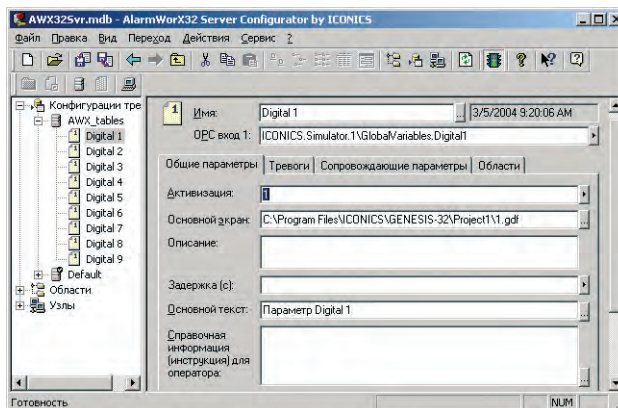 AWX32Svr.mdb - AlarmWorX32 Server Configurator by ICONICS
Файл Правка Вид Переход Действия Сервис ?
Конфигурации тре
AWX_tables
Digital 1
Digital 2
Digital 3
Digital 4
Digital 5
Digital 6
Digital 7
Digital 8
Digital 9
Default
Области
Узлы
Имя: Digital 1 ... 3/5/2004 9:20:06 AM
OPC вход 1: ICONICS.Simulator.1\GlobalVariables.Digital1
Общие параметры Тревоги Сопровождающие параметры Области
Активизация: 1
Основной экран: C:\Program Files\ICONICS\GENESIS-32\Project1\1.gdf ...
Описание:
Задержка (с):
Основной текст: Параметр Digital 1 ...
Справочная
информация
(инструкция) для
оператора: ...
Готовность NUM